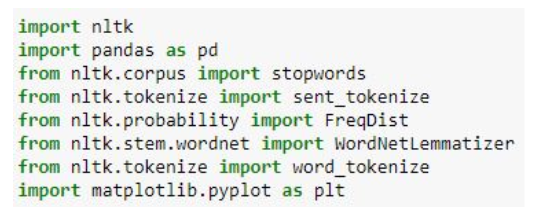 import nltk
import pandas as pd
from nltk.corpus import stopwords
from nltk.tokenize import sent_tokenize
from nltk.probability import FreqDist
from nltk.stem.wordnet import WordNetLemmatizer
from nltk.tokenize import word_tokenize
import matplotlib.pyplot as plt